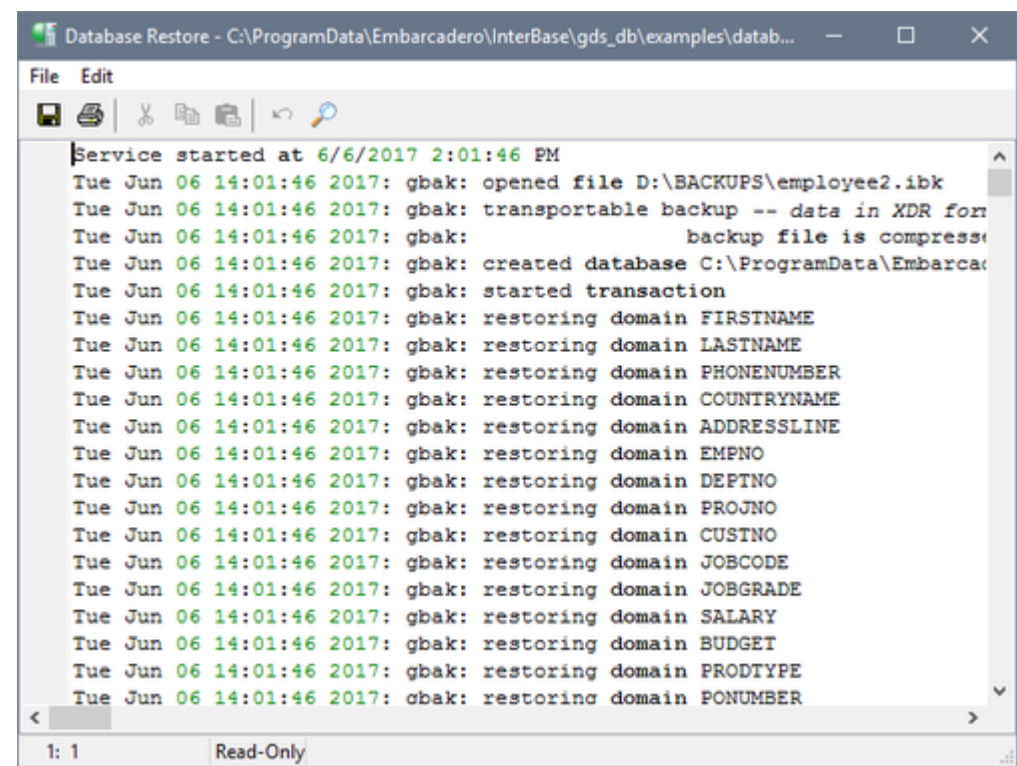 Database Restore - C:\ProgramData\Embarcadero\InterBase\gds_db\examples\datab...
File Edit
Service started at 6/6/2017 2:01:46 PM
Tue Jun 06 14:01:46 2017: gbak: opened file D:\BACKUPS\employee2.ibk
Tue Jun 06 14:01:46 2017: gbak: transportable backup -- data in XDR
Tue Jun 06 14:01:46 2017: gbak: backup file is
Tue Jun 06 14:01:46 2017: gbak: created database
Tue Jun 06 14:01:46 2017: gbak: started transaction
Tue Jun 06 14:01:46 2017: gbak: restoring domain FIRSTNAME
Tue Jun 06 14:01:46 2017: gbak: restoring domain LASTNAME
Tue Jun 06 14:01:46 2017: gbak: restoring domain PHONENUMBER
Tue Jun 06 14:01:46 2017: gbak: restoring domain COUNTRYNAME
Tue Jun 06 14:01:46 2017: gbak: restoring domain ADDRESSLINE
Tue Jun 06 14:01:46 2017: gbak: restoring domain EMPNO
Tue Jun 06 14:01:46 2017: gbak: restoring domain DEPTNO
Tue Jun 06 14:01:46 2017: gbak: restoring domain PROJNO
Tue Jun 06 14:01:46 2017: gbak: restoring domain CUSTNO
Tue Jun 06 14:01:46 2017: gbak: restoring domain JOBCODE
Tue Jun 06 14:01:46 2017: gbak: restoring domain JOBGRADE
Tue Jun 06 14:01:46 2017: gbak: restoring domain SALARY
Tue Jun 06 14:01:46 2017: gbak: restoring domain BUDGET
Tue Jun 06 14:01:46 2017: gbak: restoring domain PRODTYPE
Tue Jun 06 14:01:46 2017: gbak: restoring domain PONUMBER
1: 1 Read-Only